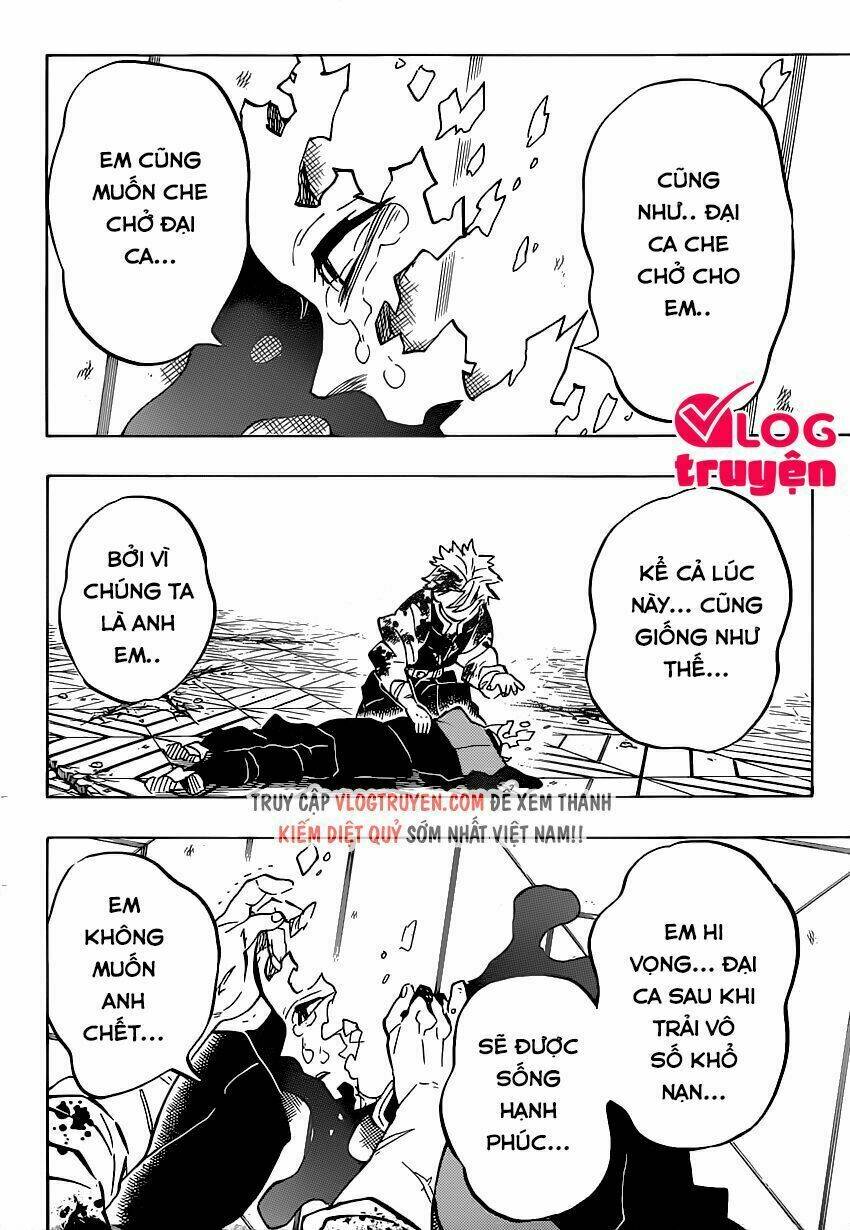 CŨNG
NHƯ.. ĐẠI
CA CHE
CHỞ CHO
EM..
EM CŨNG
MUỐN CHE
CHỞ ĐẠI
CA...
VLOG
truyện
KỂ CẢ LÚC
NÀY... CŨNG
GIỐNG NHƯ
THẾ...
BỞI VÌ
CHÚNG TA
LÀ ANH
EM..
TRUY CẬP VLOGTRUYEN.COM ĐỂ XEM THANH
KIẾM DIỆT QUỶ SỚM NHẤT VIỆT NAM!!
EM HI
VỌNG... ĐẠI
CA SAU KHI
TRẢI VÔ
SỐ KHỔ
NẠN...
SẼ ĐƯỢC
SỐNG
HẠNH
PHÚC...
EM
KHÔNG
MUỐN
ANH
CHẾT...